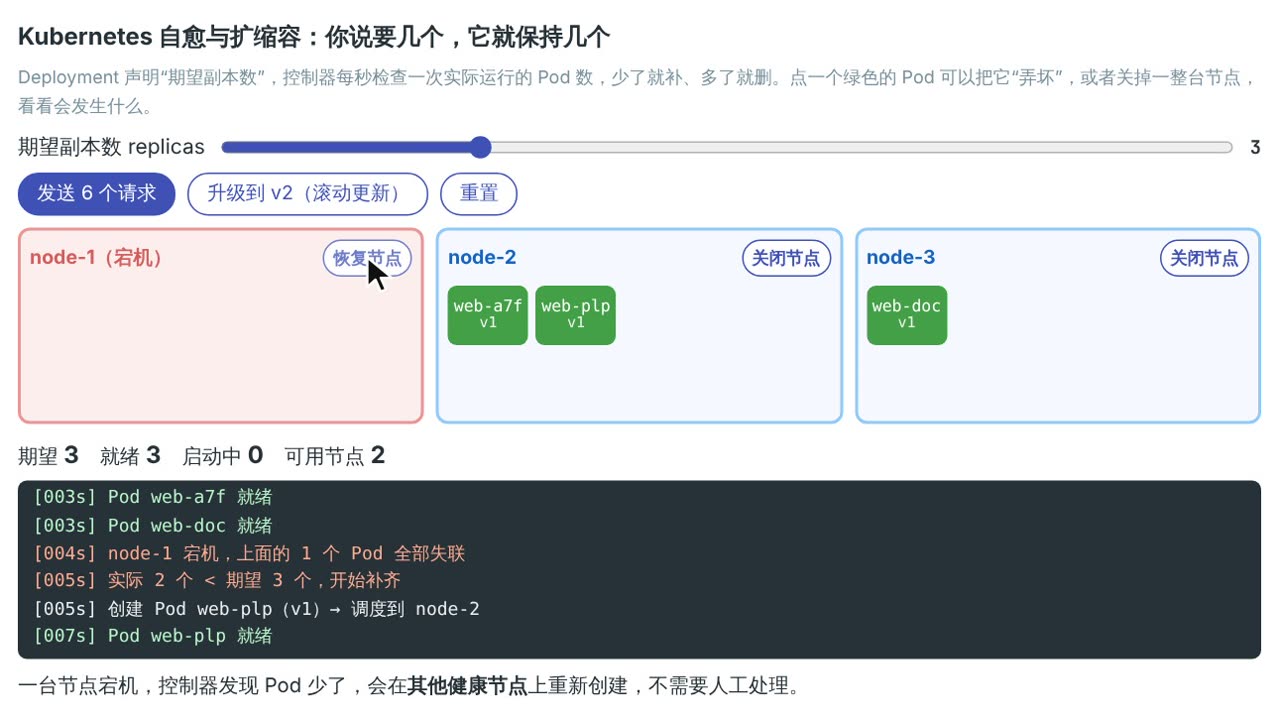 Kubernetes 自愈与扩缩容：你说要几个，它就保持几个
Deployment 声明“期望副本数”，控制器每秒检查一次实际运行的 Pod 数，少了就补、多了就删。点一个绿色的 Pod 可以把它“弄坏”，或者关掉一整台节点，
看看会发生什么。
期望副本数 replicas 3
发送 6 个请求 升级到 v2（滚动更新） 重置
node-1（宕机） 恢复节点 node-2 关闭节点 node-3 关闭节点
web-a7f web-plp web-doc
v1 v1 v1
期望 3 就绪 3 启动中 0 可用节点 2
[003s] Pod web-a7f 就绪
[003s] Pod web-doc 就绪
[004s] node-1 宕机，上面的 1 个 Pod 全部失联
[005s] 实际 2 个 < 期望 3 个，开始补齐
[005s] 创建 Pod web-plp（v1）→ 调度到 node-2
[007s] Pod web-plp 就绪
一台节点宕机，控制器发现 Pod 少了，会在其他健康节点上重新创建，不需要人工处理。